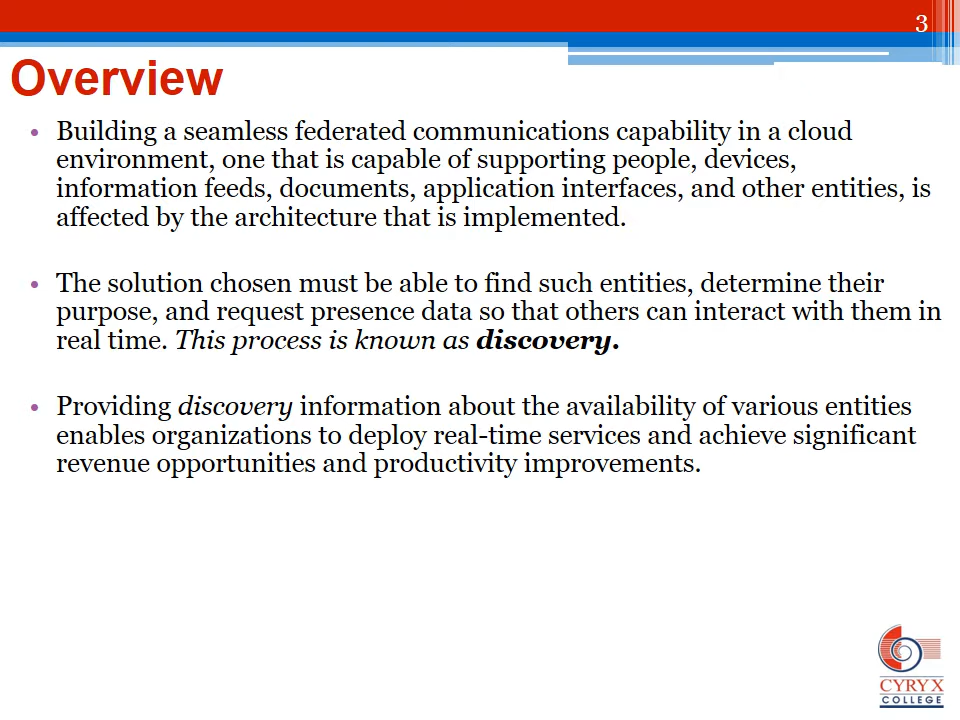 3
Overview
• Building a seamless federated communications capability in a cloud
environment, one that is capable of supporting people, devices,
information feeds, documents, application interfaces, and other entities, is
affected by the architecture that is implemented.
• The solution chosen must be able to find such entities, determine their
purpose, and request presence data so that others can interact with them in
real time. This process is known as discovery.
• Providing discovery information about the availability of various entities
enables organizations to deploy real-time services and achieve significant
revenue opportunities and productivity improvements.
CYRYX
COLLEGE